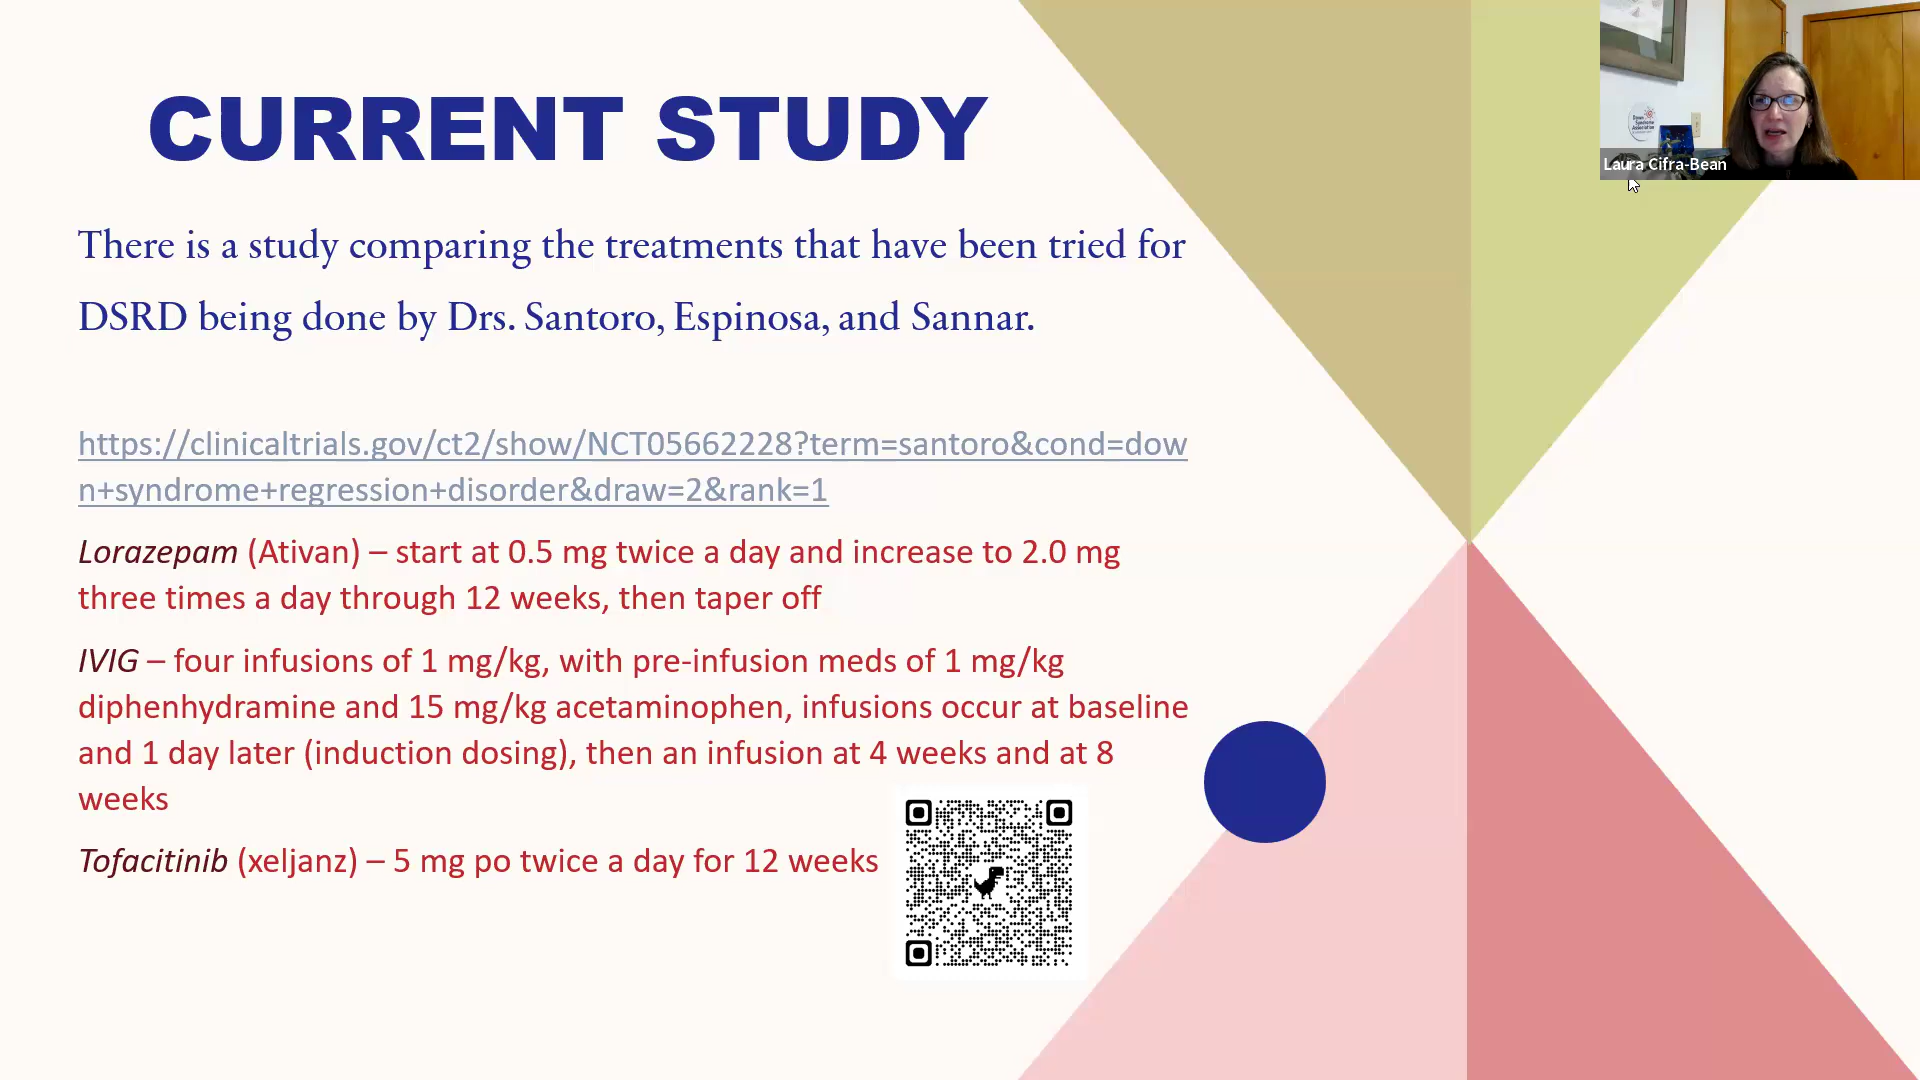 CURRENT STUDY
There is a study comparing the treatments that have been tried for
DSRD being done by Drs. Santoro, Espinosa, and Sannar.
https://clinicaltrials.gov/ct2/show/NCT05662228?term=santoro&cond=dow
n+syndrome+regression+disorder&draw=2&rank=1
Lorazepam (Ativan) – start at 0.5 mg twice a day and increase to 2.0 mg
three times a day through 12 weeks, then taper off
IVIG – four infusions of 1 mg/kg, with pre-infusion meds of 1 mg/kg
diphenhydramine and 15 mg/kg acetaminophen, infusions occur at baseline
and 1 day later (induction dosing), then an infusion at 4 weeks and at 8
weeks
Tofacitinib (xeljanz) – 5 mg po twice a day for 12 weeks
Down
Syndrome
Association
Laura Cifra-Bean